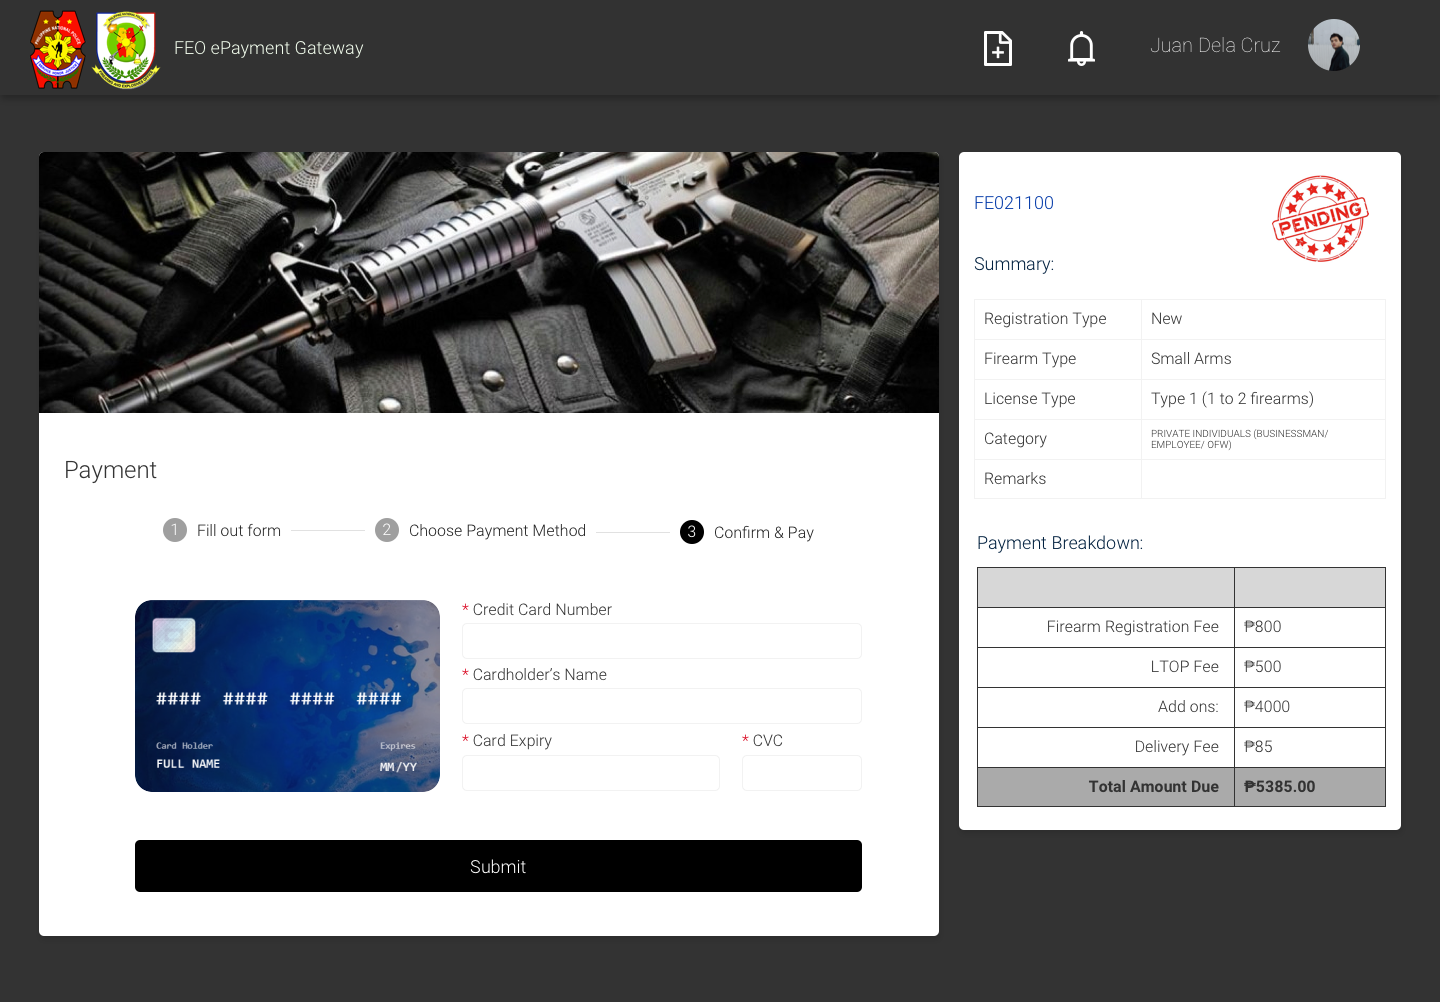 FEO ePayment Gateway
Juan Dela Cruz
FE021100
PENDING
Summary:
Registration Type New
Firearm Type Small Arms
License Type Type 1 (1 to 2 firearms)
Category PRIVATE INDIVIDUALS (BUSINESSMAN/
EMPLOYEE/ OFW)
Remarks
Payment Breakdown:
Firearm Registration Fee ₱800
LTOP Fee ₱500
Add ons: ₱4000
Delivery Fee ₱85
Total Amount Due ₱5385.00
Payment
1 Fill out form 2 Choose Payment Method 3 Confirm & Pay
#### #### #### ####
Card Holder Expires
FULL NAME MM/YY
* Credit Card Number
* Cardholder’s Name
* Card Expiry * CVC
Submit